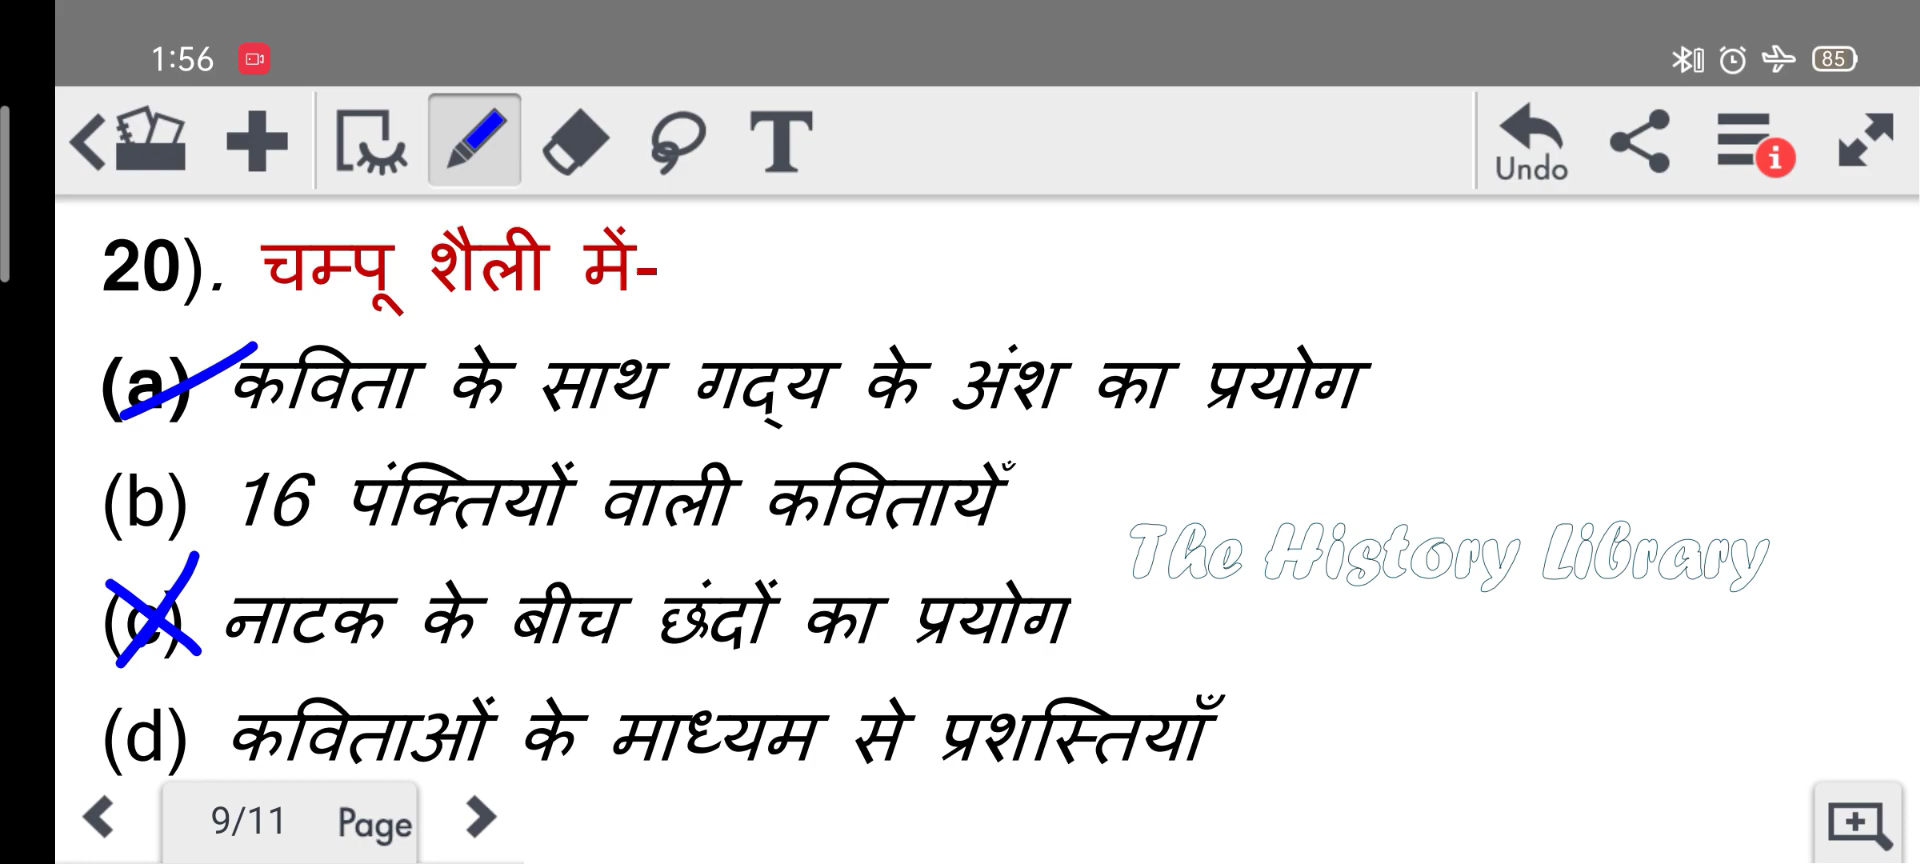 1:56
85
T
Undo
20). चम्पू शैली में-
(a) कविता के साथ गद्य के अंश का प्रयोग
(b) 16 पंक्तियों वाली कवितायेँ
The History Library
(c) नाटक के बीच छंदों का प्रयोग
(d) कविताओं के माध्यम से प्रशस्तियाँ
9/11 Page